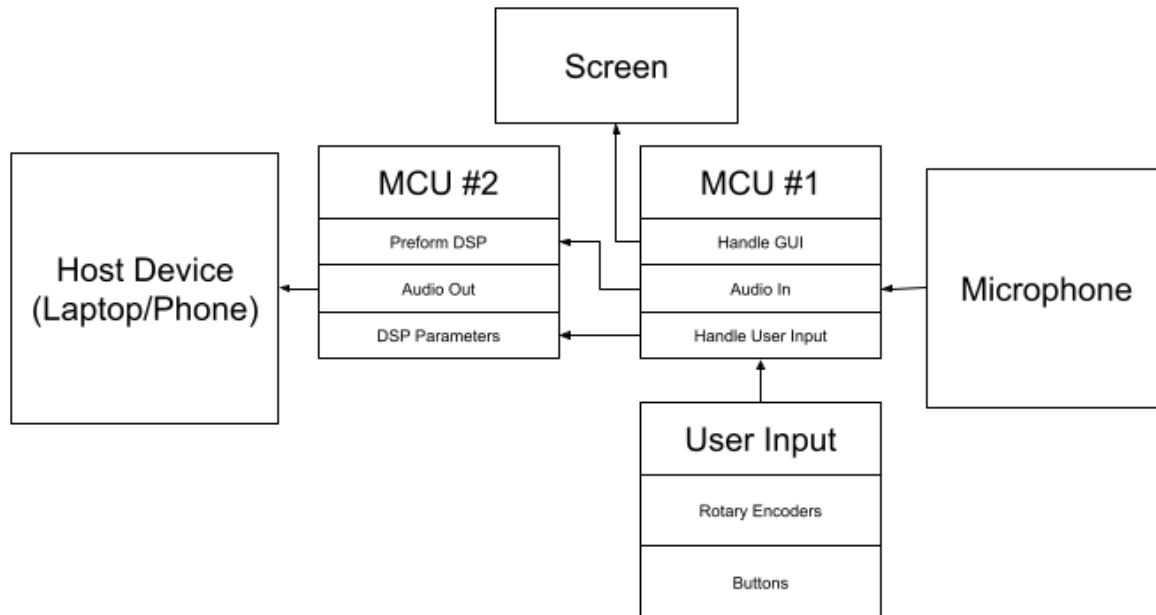 Screen
Host Device
(Laptop/Phone)
MCU #2
Preform DSP
Audio Out
DSP Parameters
MCU #1
Handle GUI
Audio In
Handle User Input
Microphone
User Input
Rotary Encoders
Buttons